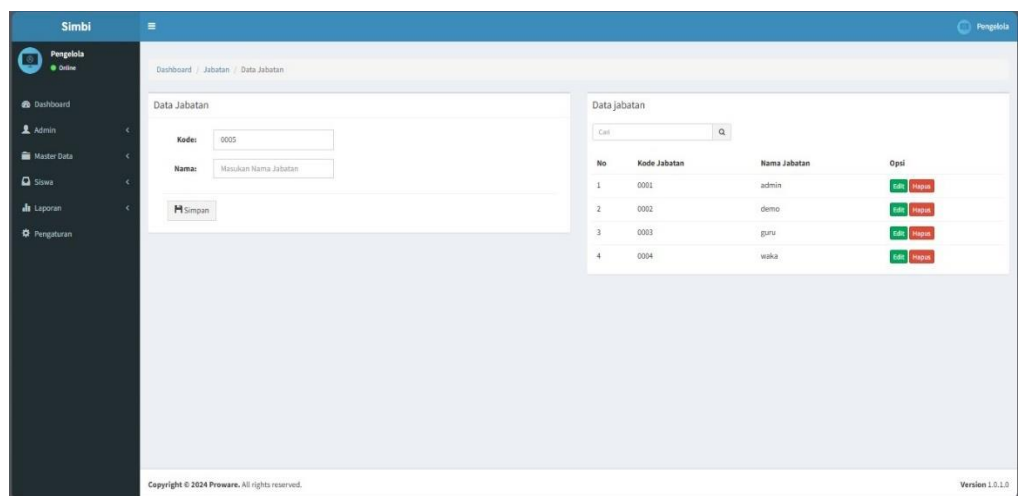 Simbi
Pengelola
Pengelola
Online
Dashboard
Admin
Master Data
Siswa
Laporan
Pengaturan
Dashboard / Jabatan / Data Jabatan
Data Jabatan
Kode: 0005
Nama: Masukan Nama Jabatan
Simpan
Data jabatan
Cari
No Kode Jabatan Nama Jabatan Opsi
1 0001 admin Edit Hapus
2 0002 demo Edit Hapus
3 0003 guru Edit Hapus
4 0004 waka Edit Hapus
Copyright © 2024 Proware. All rights reserved. Version 1.0.1.0